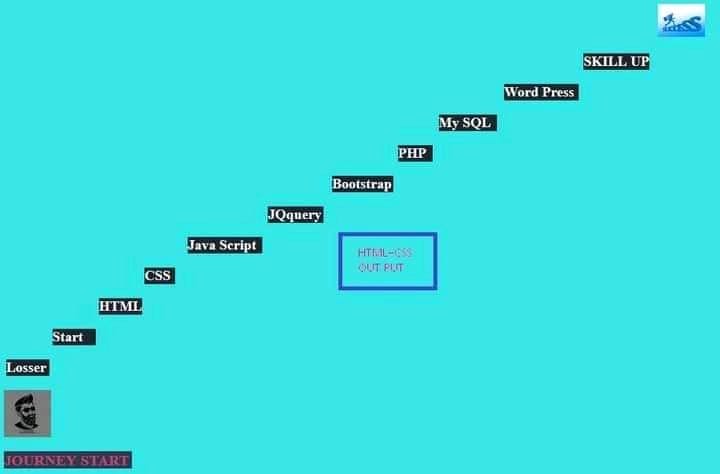 SKILL UP
Word Press
My SQL
PHP
Bootstrap
JQquery
Java Script
HTML-CSS
OUT PUT
CSS
HTML
Start
Losser
JOURNEY START